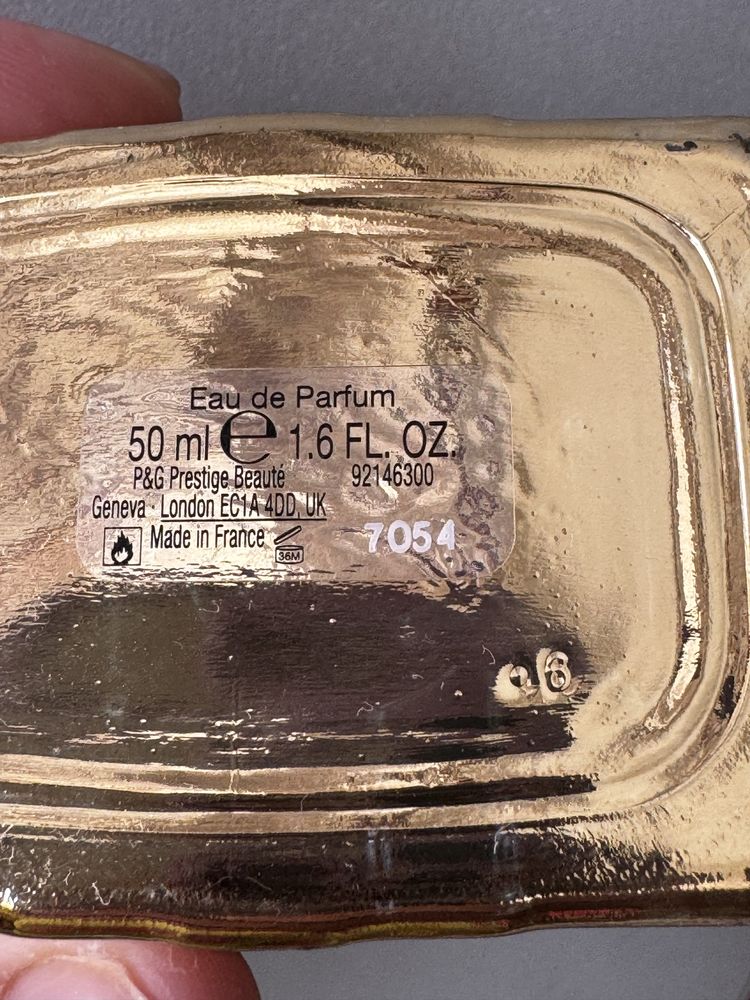 Eau de Parfum
50 ml e 1.6 FL. OZ.
P&G Prestige Beauté 92146300
Geneva · London EC1A 4DD, UK
Made in France 36M 7054